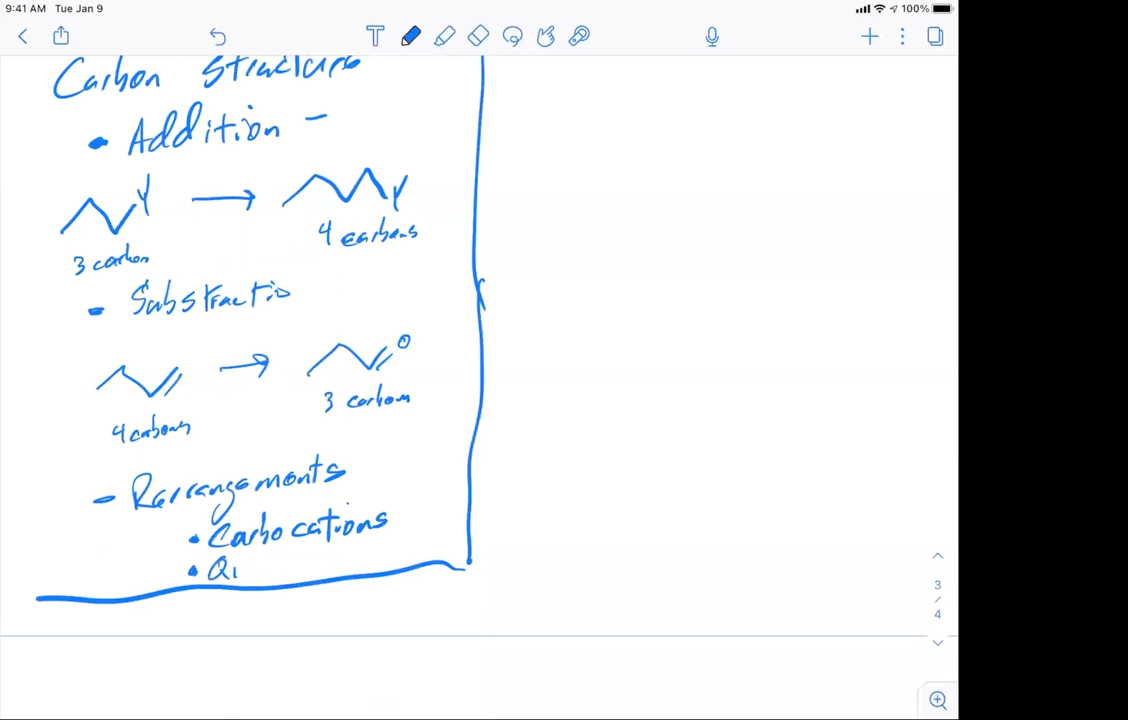 9:41 AM Tue Jan 9
100%
T
Carbon Structure
• Addition -
Y
Y
3 carbon
4 carbons
- Substractio
O
4 carbons
3 carbons
- Rearrangements
• Carbocations
3
/
4